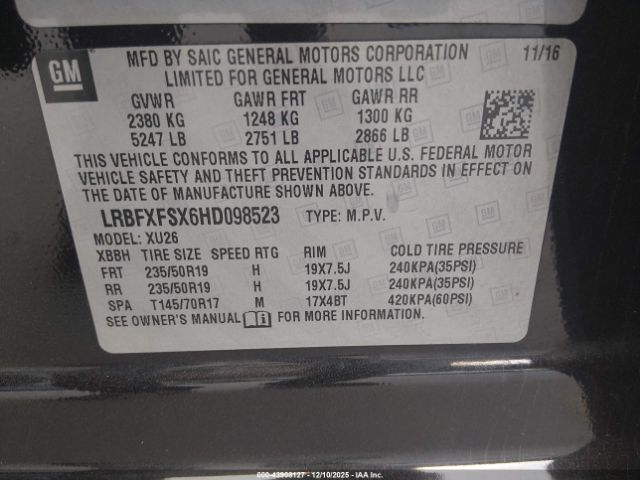 GM
MFD BY SAIC GENERAL MOTORS CORPORATION 11/16
LIMITED FOR GENERAL MOTORS LLC
GVWR GAWR FRT GAWR RR
2380 KG 1248 KG 1300 KG
5247 LB 2751 LB 2866 LB
THIS VEHICLE CONFORMS TO ALL APPLICABLE U.S. FEDERAL MOTOR
VEHICLE SAFETY AND THEFT PREVENTION STANDARDS IN EFFECT ON
THE DATE OF MANUFACTURE SHOWN ABOVE.
LRBFXFSX6HD098523 TYPE: M.P.V.
MODEL: XU26
XBBH TIRE SIZE SPEED RTG RIM COLD TIRE PRESSURE
FRT 235/50R19 H 19X7.5J 240KPA(35PSI)
RR 235/50R19 H 19X7.5J 240KPA(35PSI)
SPA T145/70R17 M 17X4BT 420KPA(60PSI)
SEE OWNER'S MANUAL FOR MORE INFORMATION.
000-43909127 - 12/10/2025 - IAA Inc.